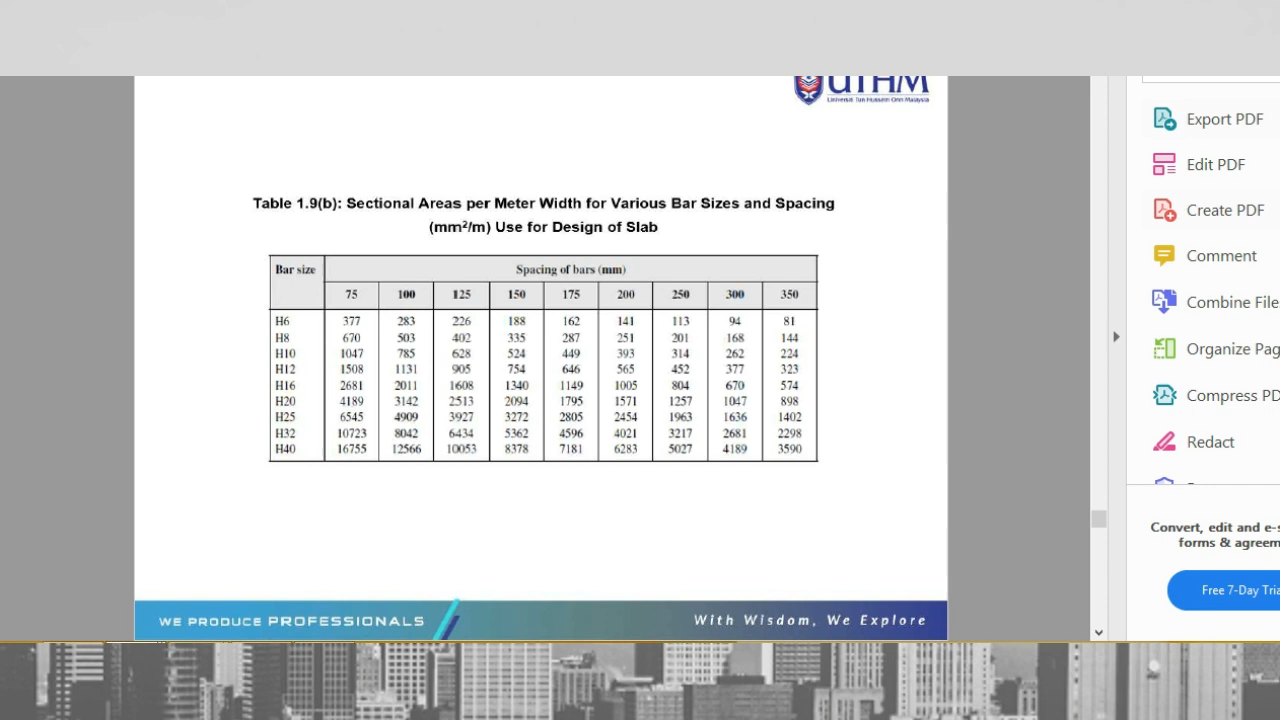 UTHM
Universiti Tun Hussein Onn Malaysia
Export PDF
Edit PDF
Create PDF
Comment
Combine File
Organize Pag
Compress PD
Redact
Convert, edit and e-s
forms & agreem
Free 7-Day Tria
Table 1.9(b): Sectional Areas per Meter Width for Various Bar Sizes and Spacing
(mm²/m) Use for Design of Slab
Bar size Spacing of bars (mm)
75 100 125 150 175 200 250 300 350
H6 377 283 226 188 162 141 113 94 81
H8 670 503 402 335 287 251 201 168 144
H10 1047 785 628 524 449 393 314 262 224
H12 1508 1131 905 754 646 565 452 377 323
H16 2681 2011 1608 1340 1149 1005 804 670 574
H20 4189 3142 2513 2094 1795 1571 1257 1047 898
H25 6545 4909 3927 3272 2805 2454 1963 1636 1402
H32 10723 8042 6434 5362 4596 4021 3217 2681 2298
H40 16755 12566 10053 8378 7181 6283 5027 4189 3590
WE PRODUCE PROFESSIONALS
With Wisdom, We Explore